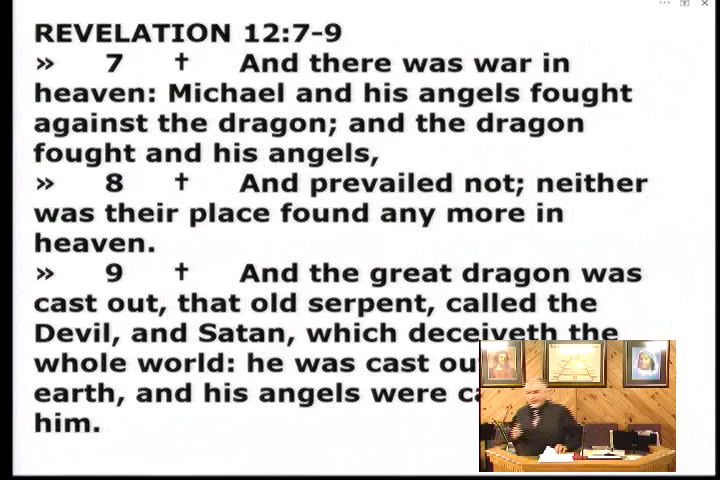 REVELATION 12:7-9
» 7 ✝ And there was war in
heaven: Michael and his angels fought
against the dragon; and the dragon
fought and his angels,
» 8 ✝ And prevailed not; neither
was their place found any more in
heaven.
» 9 ✝ And the great dragon was
cast out, that old serpent, called the
Devil, and Satan, which deceiveth the
whole world: he was cast
earth, and his angels were
him.